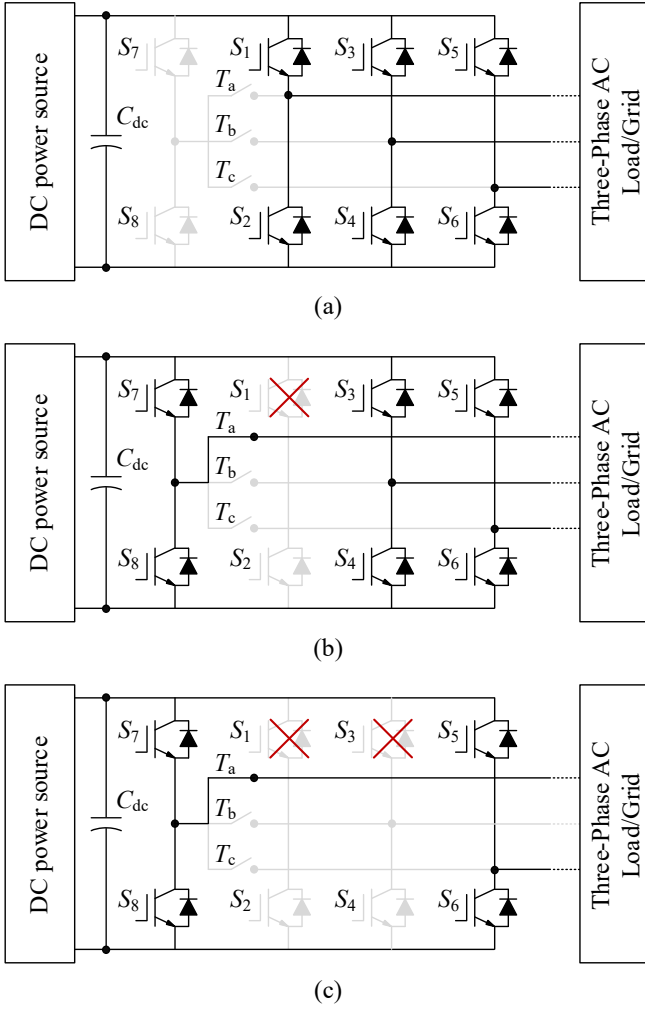 S7 S1 S3 S5
DC power source
Cdc
Ta
Tb
Tc
Three-Phase AC
Load/Grid
S8 S2 S4 S6
(a)
S7 S1 S3 S5
DC power source
Cdc
Ta
Tb
Tc
Three-Phase AC
Load/Grid
S8 S2 S4 S6
(b)
S7 S1 S3 S5
DC power source
Cdc
Ta
Tb
Tc
Three-Phase AC
Load/Grid
S8 S2 S4 S6
(c)